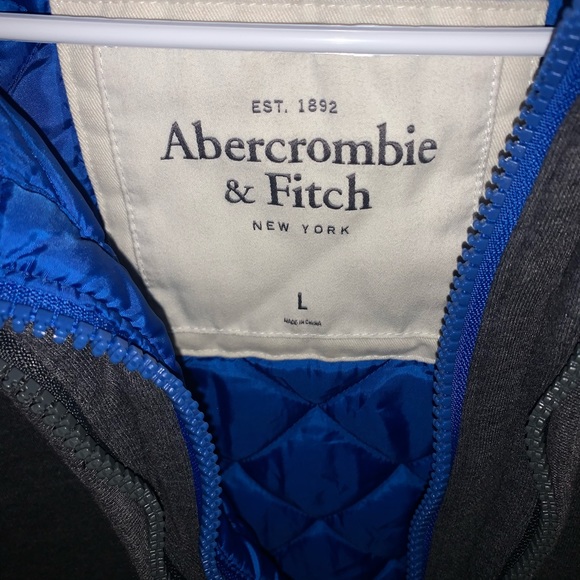 EST. 1892
Abercrombie
& Fitch
NEW YORK
L
MADE IN CHINA